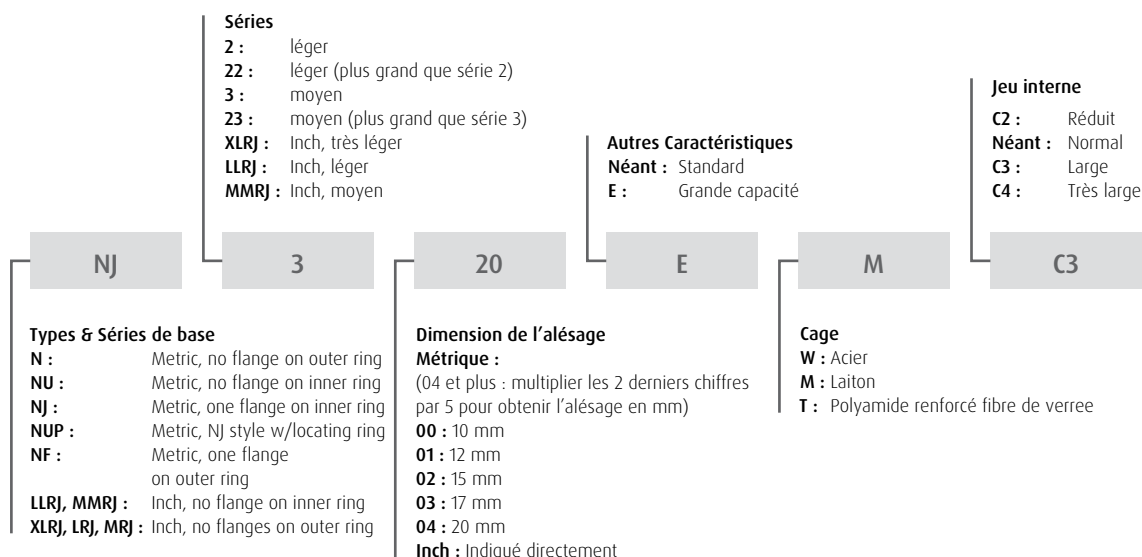 Séries
2 : léger
22 : léger (plus grand que série 2)
3 : moyen
23 : moyen (plus grand que série 3)
XLRJ : Inch, très léger
LLRJ : Inch, léger
MMRJ : Inch, moyen
Autres Caractéristiques
Néant : Standard
E : Grande capacité
Jeu interne
C2 : Réduit
Néant : Normal
C3 : Large
C4 : Très large
NJ 3 20 E M C3
Types & Séries de base
N : Metric, no flange on outer ring
NU : Metric, no flange on inner ring
NJ : Metric, one flange on inner ring
NUP : Metric, NJ style w/locating ring
NF : Metric, one flange
on outer ring
LLRJ, MMRJ : Inch, no flange on inner ring
XLRJ, LRJ, MRJ : Inch, no flanges on outer ring
Dimension de l’alésage
Métrique :
(04 et plus : multiplier les 2 derniers chiffres
par 5 pour obtenir l’alésage en mm)
00 : 10 mm
01 : 12 mm
02 : 15 mm
03 : 17 mm
04 : 20 mm
Inch : Indiqué directement
Cage
W : Acier
M : Laiton
T : Polyamide renforcé fibre de verree